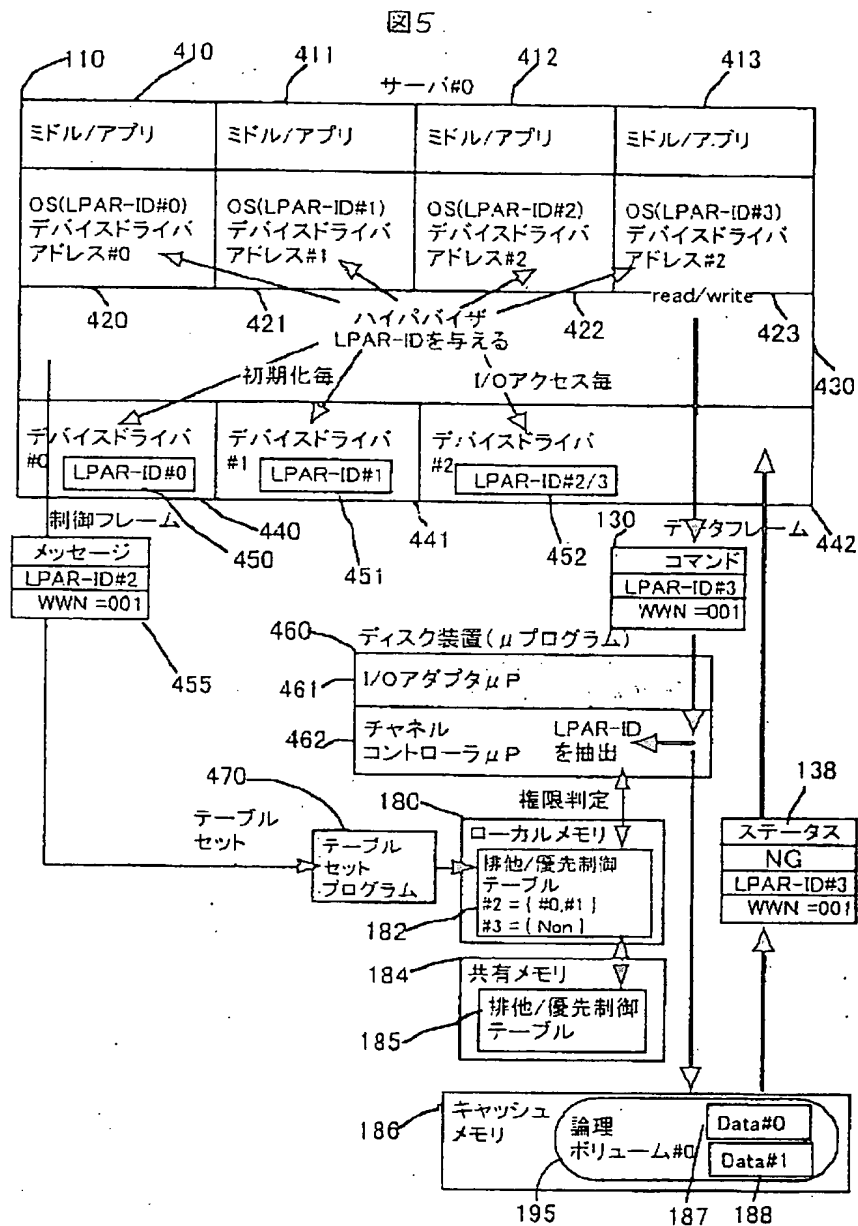 図5
110
410
411
412
413
サーバ#0
ミドル/アプリ
ミドル/アプリ
ミドル/アプリ
ミドル/アプリ
OS(LPAR-ID#0)
デバイスドライバ
アドレス#0
OS(LPAR-ID#1)
デバイスドライバ
アドレス#1
OS(LPAR-ID#2)
デバイスドライバ
アドレス#2
OS(LPAR-ID#3)
デバイスドライバ
アドレス#2
420
421
422
read/write
423
ハイパバイザ
LPAR-IDを与える
430
初期化毎
I/Oアクセス毎
デバイスドライバ
#0
LPAR-ID#0
デバイスドライバ
#1
LPAR-ID#1
デバイスドライバ
#2
LPAR-ID#2/3
制御フレーム
440
450
451
441
452
130
データフレーム
442
メッセージ
LPAR-ID#2
WWN=001
455
コマンド
LPAR-ID#3
WWN=001
460
ディスク装置(μプログラム)
461
I/OアダプタμP
462
チャネル
コントローラμP
LPAR-ID
を抽出
470
180
権限判定
138
テーブル
セット
テーブル
セット
プログラム
ローカルメモリ
排他/優先制御
テーブル
#2={#0,#1}
#3={Non}
182
ステータス
NG
LPAR-ID#3
WWN=001
184
共有メモリ
排他/優先制御
テーブル
185
186
キャッシュ
メモリ
論理
ボリューム#0
Data#0
Data#1
195
187
188